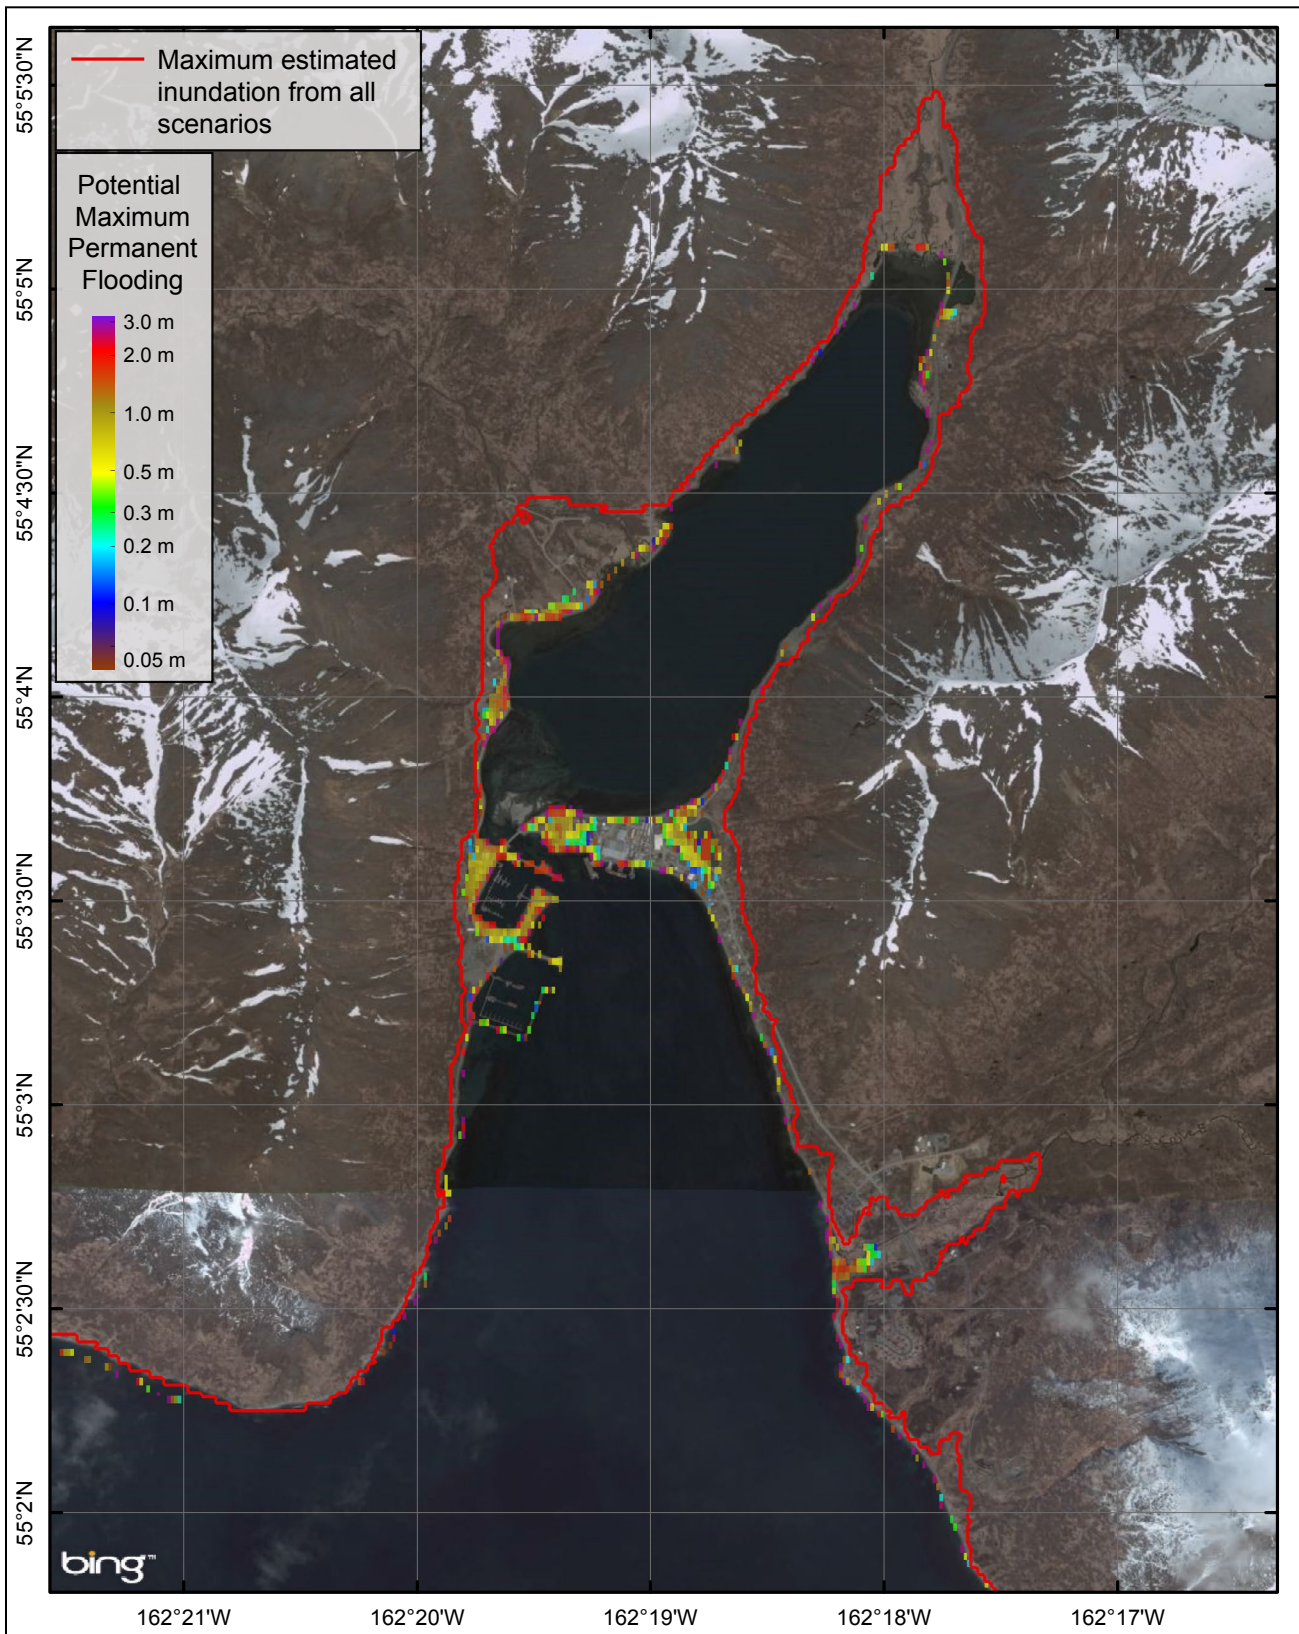 Maximum estimated
inundation from all
scenarios
Potential
Maximum
Permanent
Flooding
3.0 m
2.0 m
1.0 m
0.5 m
0.3 m
0.2 m
0.1 m
0.05 m
55°5'30"N
55°5'N
55°4'30"N
55°4'N
55°3'30"N
55°3'N
55°2'30"N
55°2'N
bing™
162°21'W
162°20'W
162°19'W
162°18'W
162°17'W